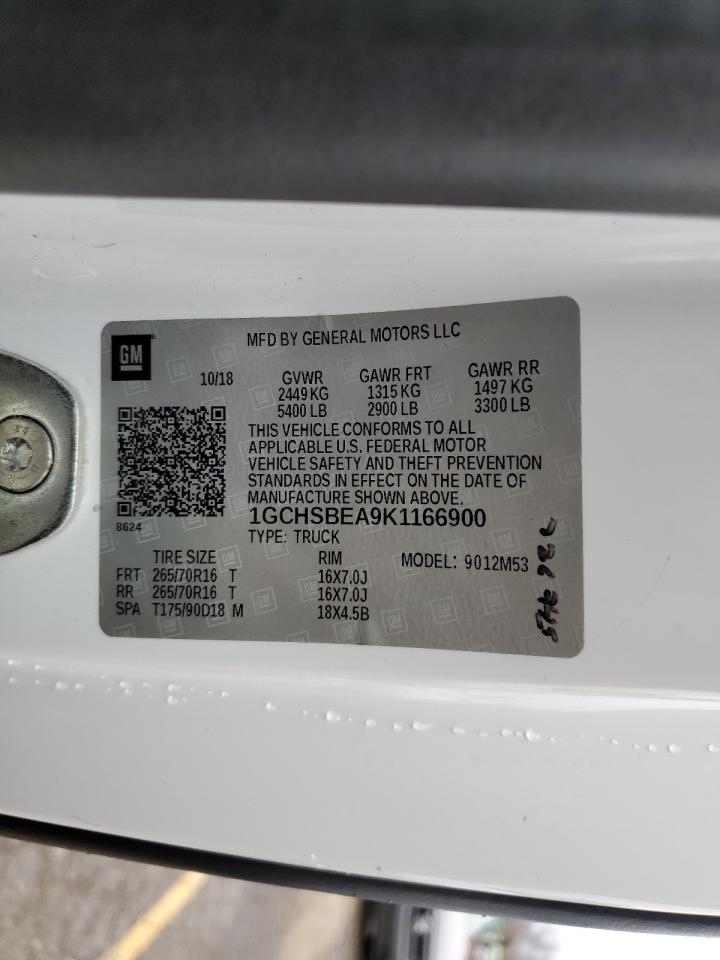 GM
MFD BY GENERAL MOTORS LLC
10/18 GVWR GAWR FRT GAWR RR
2449 KG 1315 KG 1497 KG
5400 LB 2900 LB 3300 LB
THIS VEHICLE CONFORMS TO ALL
APPLICABLE U.S. FEDERAL MOTOR
VEHICLE SAFETY AND THEFT PREVENTION
STANDARDS IN EFFECT ON THE DATE OF
MANUFACTURE SHOWN ABOVE.
1GCHSBEA9K1166900
8624
TYPE: TRUCK
TIRE SIZE RIM MODEL: 9012M53
FRT 265/70R16 T 16X7.0J
RR 265/70R16 T 16X7.0J
SPA T175/90D18 M 18X4.5B